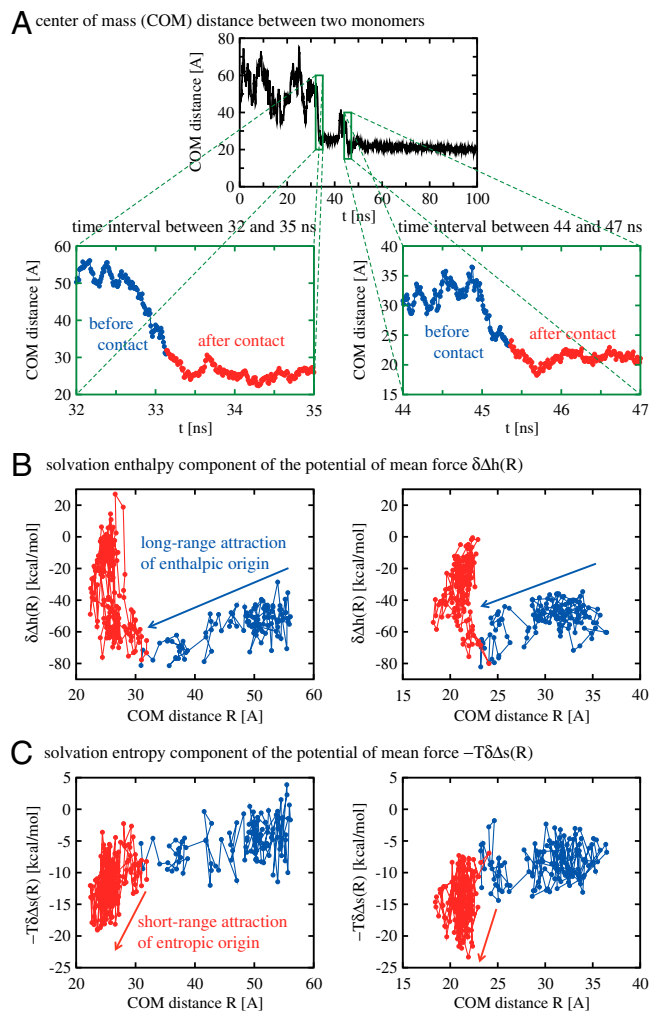 A center of mass (COM) distance between two monomers
COM distance [A]
80
60
40
20
0
0 20 40 60 80 100
t [ns]
time interval between 32 and 35 ns
COM distance [A]
60
50
40
30
20
before
contact
after contact
32 33 34 35
t [ns]
time interval between 44 and 47 ns
COM distance [A]
40
35
30
25
20
15
before
contact
after contact
44 45 46 47
t [ns]
B solvation enthalpy component of the potential of mean force δΔh(R)
δΔh(R) [kcal/mol]
20
0
-20
-40
-60
-80
long-range attraction
of enthalpic origin
20 30 40 50 60
COM distance R [A]
δΔh(R) [kcal/mol]
20
0
-20
-40
-60
-80
15 20 25 30 35 40
COM distance R [A]
C solvation entropy component of the potential of mean force −TδΔs(R)
−TδΔs(R) [kcal/mol]
5
0
-5
-10
-15
-20
-25
short-range attraction
of entropic origin
20 30 40 50 60
COM distance R [A]
−TδΔs(R) [kcal/mol]
5
0
-5
-10
-15
-20
-25
15 20 25 30 35 40
COM distance R [A]